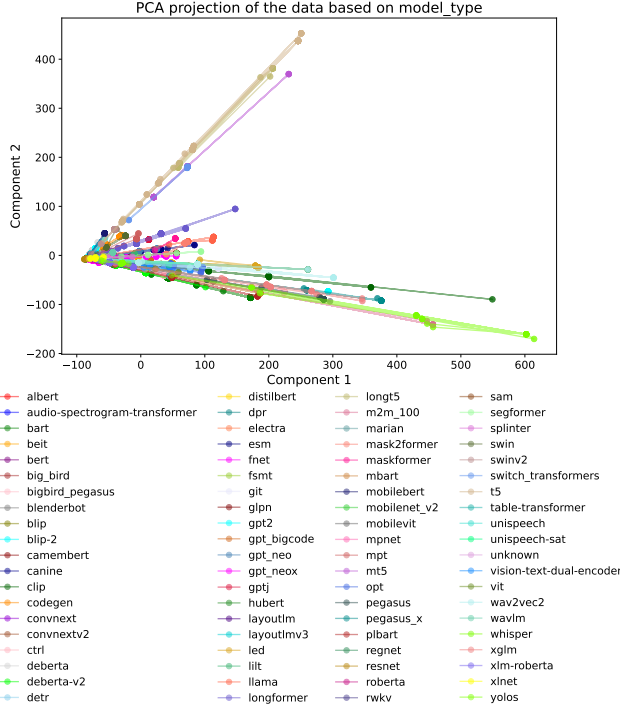 PCA projection of the data based on model_type
Component 2
400
300
200
100
0
−100
−200
−100 0 100 200 300 400 500 600
Component 1
albert
audio-spectrogram-transformer
bart
beit
bert
big_bird
bigbird_pegasus
blenderbot
blip
blip-2
camembert
canine
clip
codegen
convnext
convnextv2
ctrl
deberta
deberta-v2
detr
distilbert
dpr
electra
esm
fnet
fsmt
git
glpn
gpt2
gpt_bigcode
gpt_neo
gpt_neox
gptj
hubert
layoutlm
layoutlmv3
led
lilt
llama
longformer
longt5
m2m_100
marian
mask2former
maskformer
mbart
mobilebert
mobilenet_v2
mobilevit
mpnet
mpt
mt5
opt
pegasus
pegasus_x
plbart
regnet
resnet
roberta
rwkv
sam
segformer
splinter
swin
swinv2
switch_transformers
t5
table-transformer
unispeech
unispeech-sat
unknown
vision-text-dual-encoder
vit
wav2vec2
wavlm
whisper
xglm
xlm-roberta
xlnet
yolos